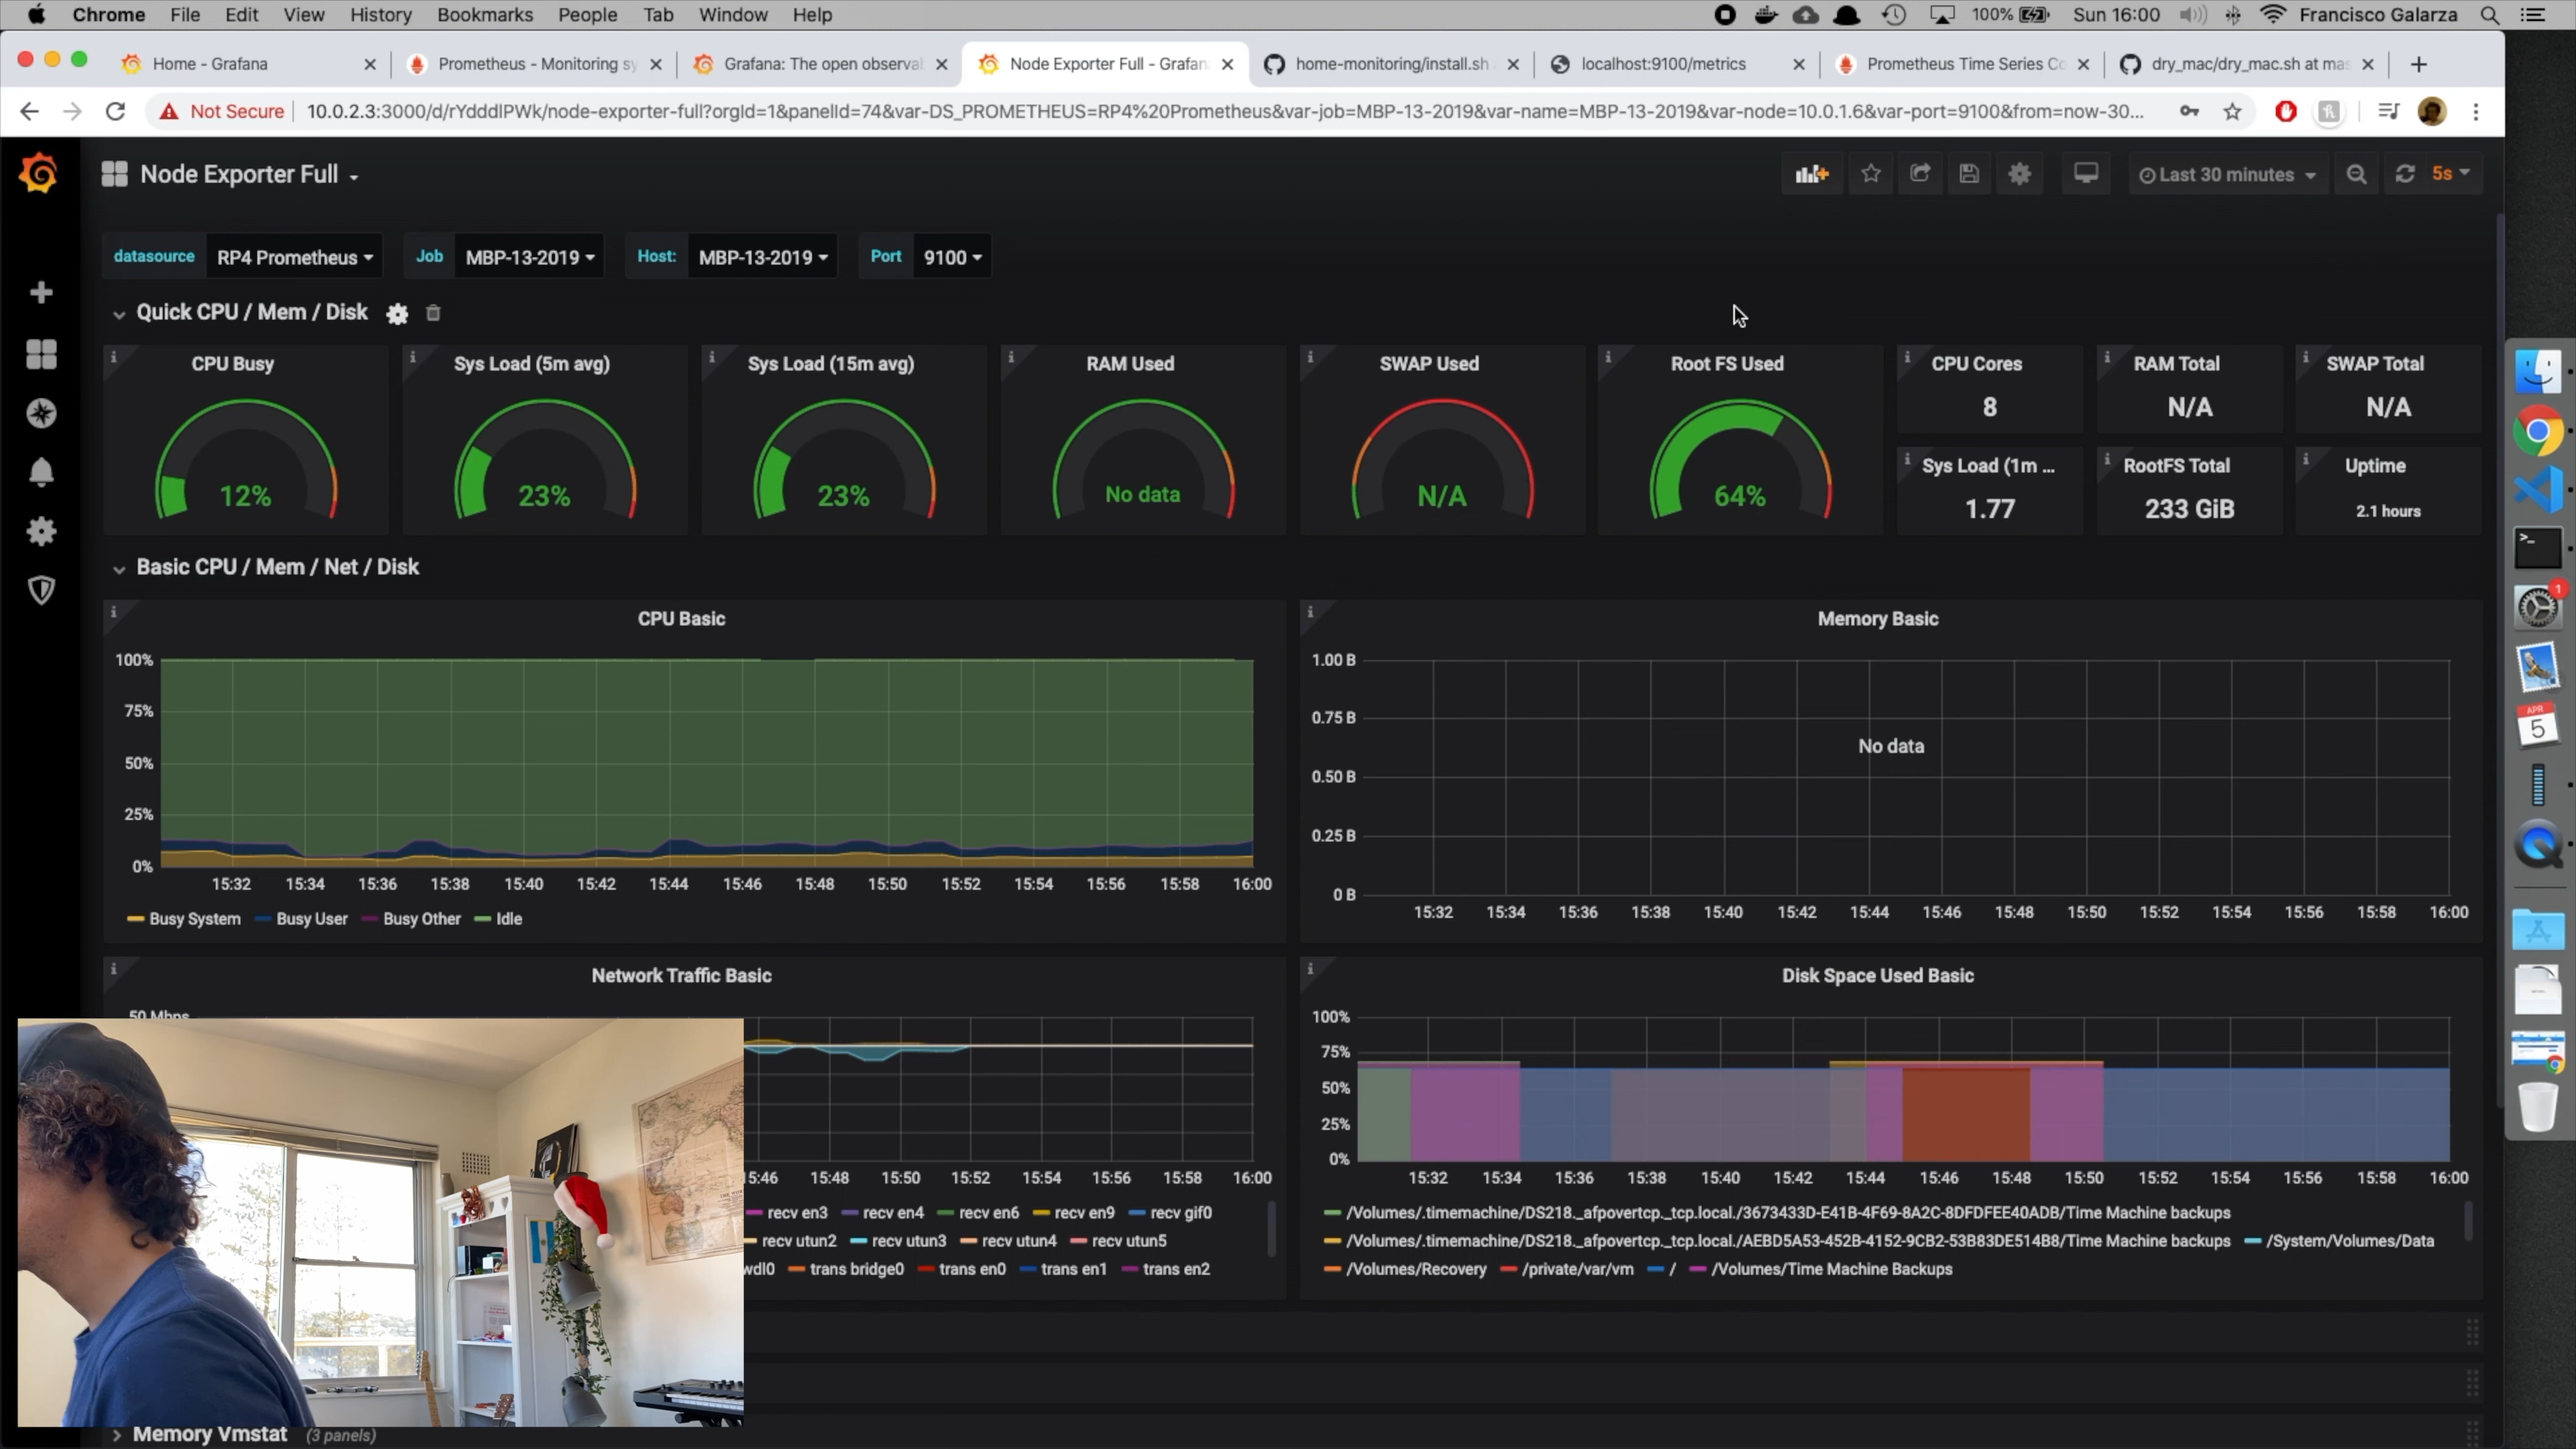 Chrome File Edit View History Bookmarks People Tab Window Help 100% Sun 16:00 Francisco Galarza
Home - Grafana Prometheus - Monitoring sy Grafana: The open observa Node Exporter Full - Grafan home-monitoring/install.sh localhost:9100/metrics Prometheus Time Series Co dry_mac/dry_mac.sh at mas
Not Secure 10.0.2.3:3000/d/rYdddlPWk/node-exporter-full?orgId=1&panelId=74&var-DS_PROMETHEUS=RP4%20Prometheus&var-job=MBP-13-2019&var-name=MBP-13-2019&var-node=10.0.1.6&var-port=9100&from=now-30...
Node Exporter Full Last 30 minutes 5s
datasource RP4 Prometheus Job MBP-13-2019 Host: MBP-13-2019 Port 9100
Quick CPU / Mem / Disk
CPU Busy Sys Load (5m avg) Sys Load (15m avg) RAM Used SWAP Used Root FS Used CPU Cores RAM Total SWAP Total
8 N/A N/A
Sys Load (1m ... RootFS Total Uptime
12% 23% 23% No data N/A 64% 1.77 233 GiB 2.1 hours
Basic CPU / Mem / Net / Disk
CPU Basic
100%
75%
50%
25%
0%
15:32 15:34 15:36 15:38 15:40 15:42 15:44 15:46 15:48 15:50 15:52 15:54 15:56 15:58 16:00
Busy System Busy User Busy Other Idle
Memory Basic
1.00 B
0.75 B
No data
0.50 B
0.25 B
0 B
15:32 15:34 15:36 15:38 15:40 15:42 15:44 15:46 15:48 15:50 15:52 15:54 15:56 15:58 16:00
Network Traffic Basic
50 Mbps
5:46 15:48 15:50 15:52 15:54 15:56 15:58 16:00
recv en3 recv en4 recv en6 recv en9 recv gif0
recv utun2 recv utun3 recv utun4 recv utun5
wdl0 trans bridge0 trans en0 trans en1 trans en2
Disk Space Used Basic
100%
75%
50%
25%
0%
15:32 15:34 15:36 15:38 15:40 15:42 15:44 15:46 15:48 15:50 15:52 15:54 15:56 15:58 16:00
/Volumes/.timemachine/DS218._afpovertcp._tcp.local./3673433D-E41B-4F69-8A2C-8DFDFEE40ADB/Time Machine backups
/Volumes/.timemachine/DS218._afpovertcp._tcp.local./AEBD5A53-452B-4152-9CB2-53B83DE514B8/Time Machine backups /System/Volumes/Data
/Volumes/Recovery /private/var/vm / /Volumes/Time Machine Backups
Memory Vmstat (3 panels)
1
APR
5